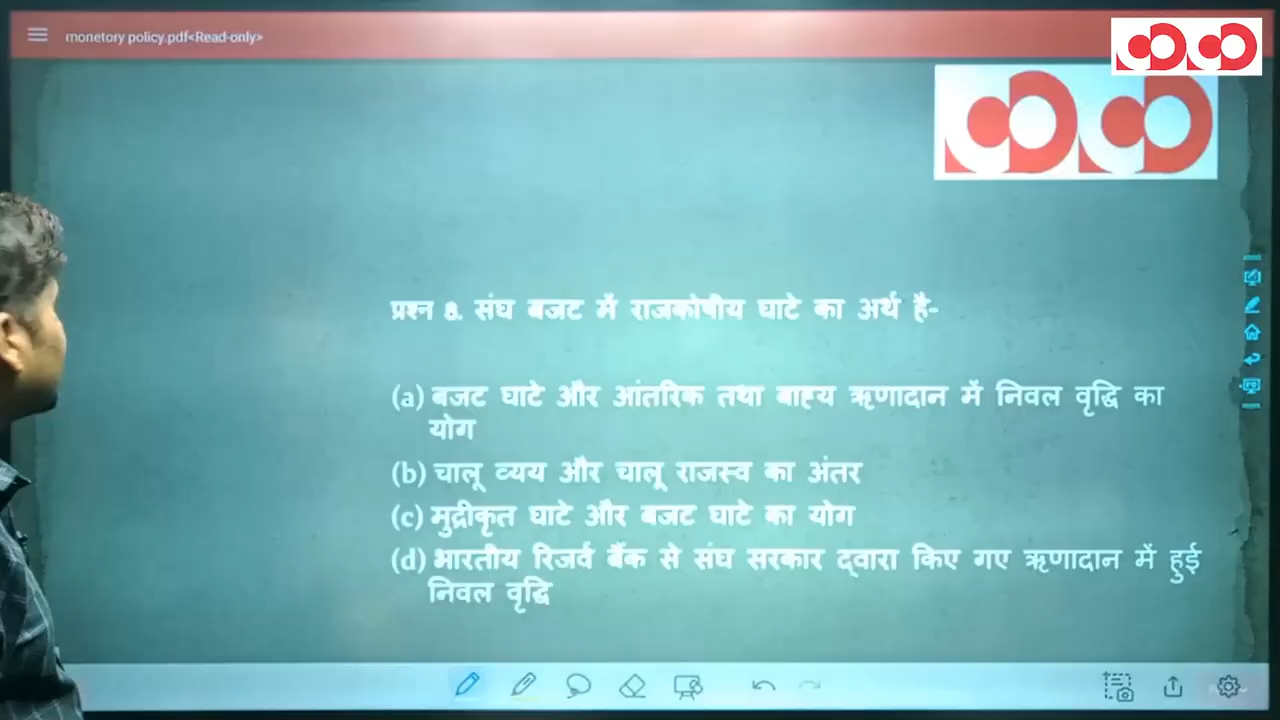 monetory policy.pdf<Read-only>
प्रश्न 8. संघ बजट में राजकोषीय घाटे का अर्थ है-
(a) बजट घाटे और आंतरिक तथा बाह्य ऋणादान में निवल वृद्धि का
योग
(b) चालू व्यय और चालू राजस्व का अंतर
(c) मुद्रीकृत घाटे और बजट घाटे का योग
(d) भारतीय रिजर्व बैंक से संघ सरकार द्वारा किए गए ऋणादान में हुई
निवल वृद्धि